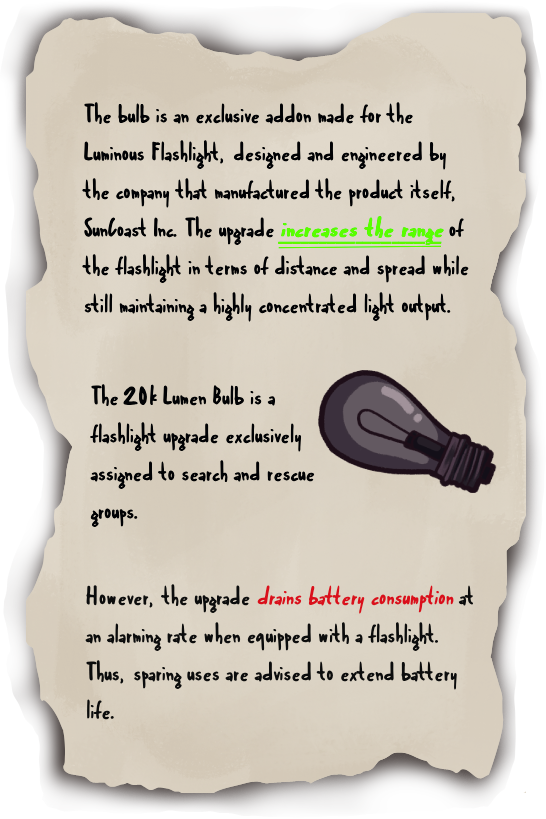 The bulb is an exclusive addon made for the
Luminous Flashlight, designed and engineered by
the company that manufactured the product itself,
SunCoast Inc. The upgrade increases the range of
the flashlight in terms of distance and spread while
still maintaining a highly concentrated light output.
The 20k Lumen Bulb is a
flashlight upgrade exclusively
assigned to search and rescue
groups.
However, the upgrade drains battery consumption at
an alarming rate when equipped with a flashlight.
Thus, sparing uses are advised to extend battery
life.